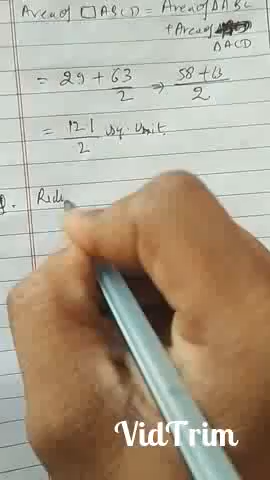 Area of □ABCD = Area of ΔABC
+ Area of
ΔACD
= 29 + 63/2 ⇒ (58+63)/2
= 121/2 sq. unit.
Q. Rid
VidTrim